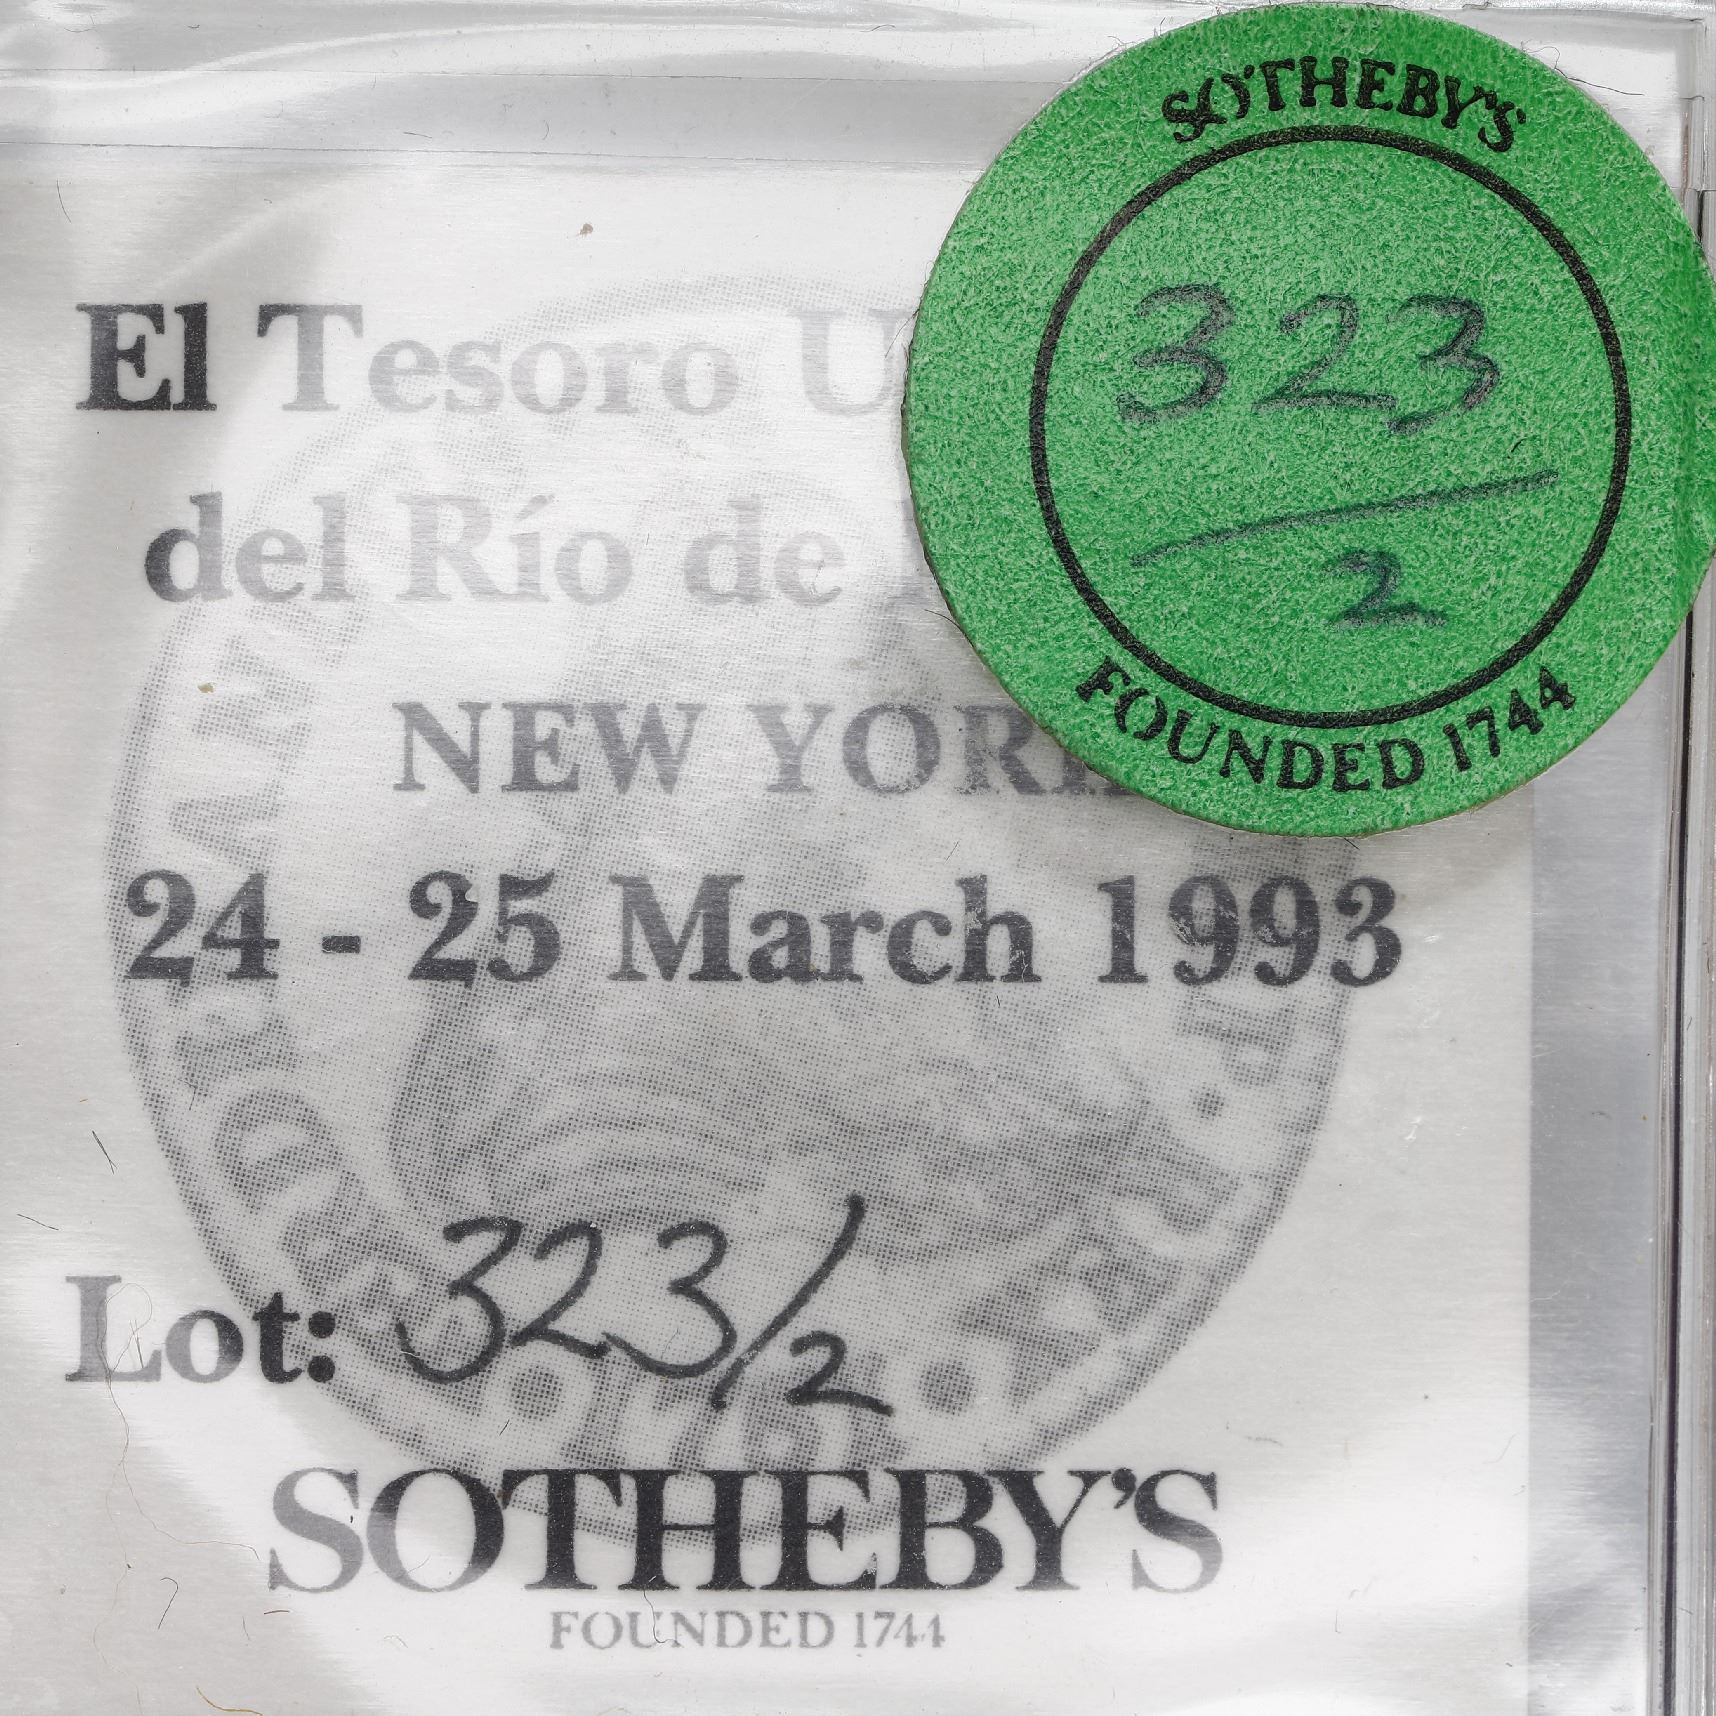 SOTHEBY'S
323
2
FOUNDED 1744
El Tesoro
del Río de
NEW YORK
24 - 25 March 1993
Lot: 323/2
SOTHEBY'S
FOUNDED 1744